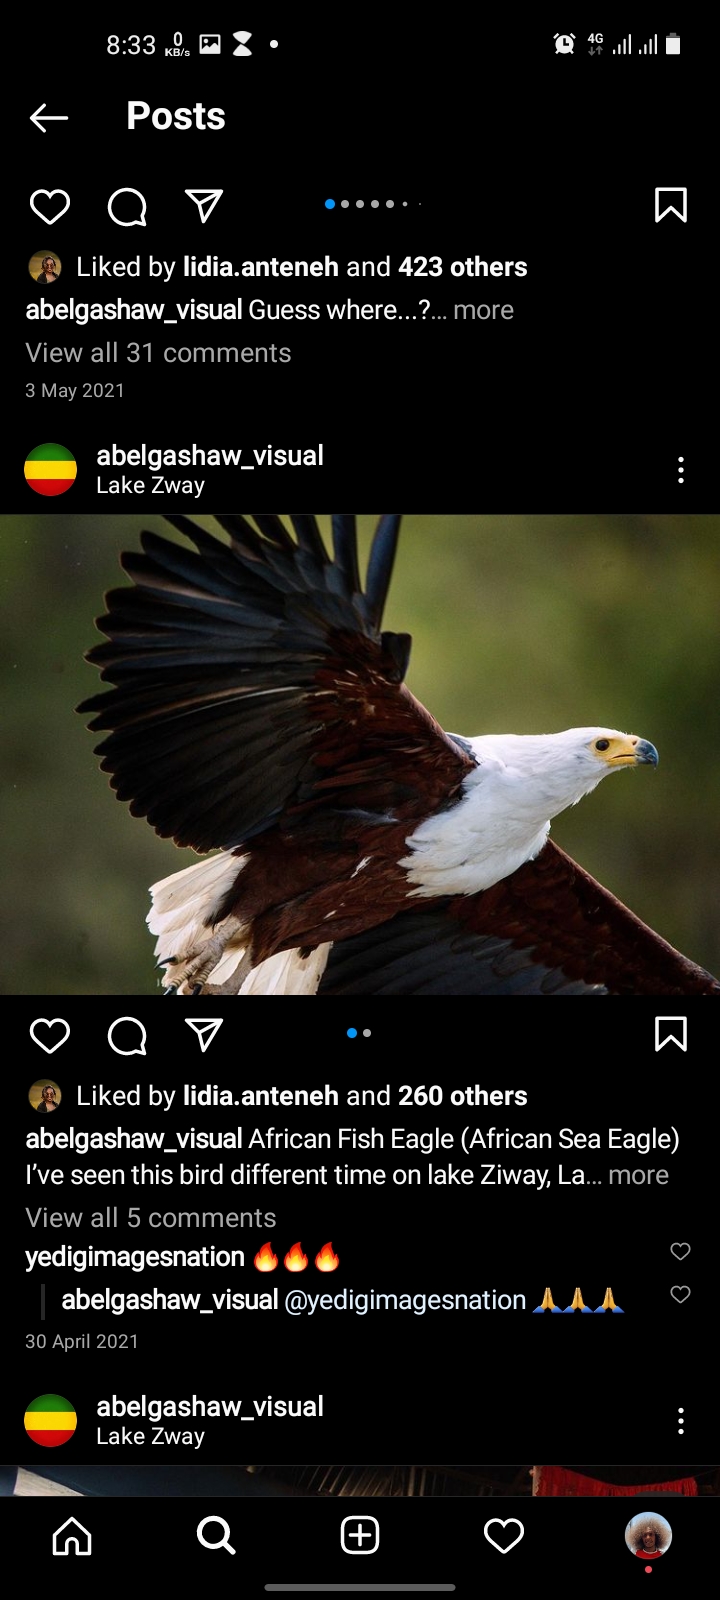 8:33 0 KB/s 4G
Posts
Liked by lidia.anteneh and 423 others
abelgashaw_visual Guess where...?... more
View all 31 comments
3 May 2021
abelgashaw_visual
Lake Zway
Liked by lidia.anteneh and 260 others
abelgashaw_visual African Fish Eagle (African Sea Eagle)
I’ve seen this bird different time on lake Ziway, La... more
View all 5 comments
yedigimagesnation 🔥🔥🔥
abelgashaw_visual @yedigimagesnation 🙏🙏🙏
30 April 2021
abelgashaw_visual
Lake Zway